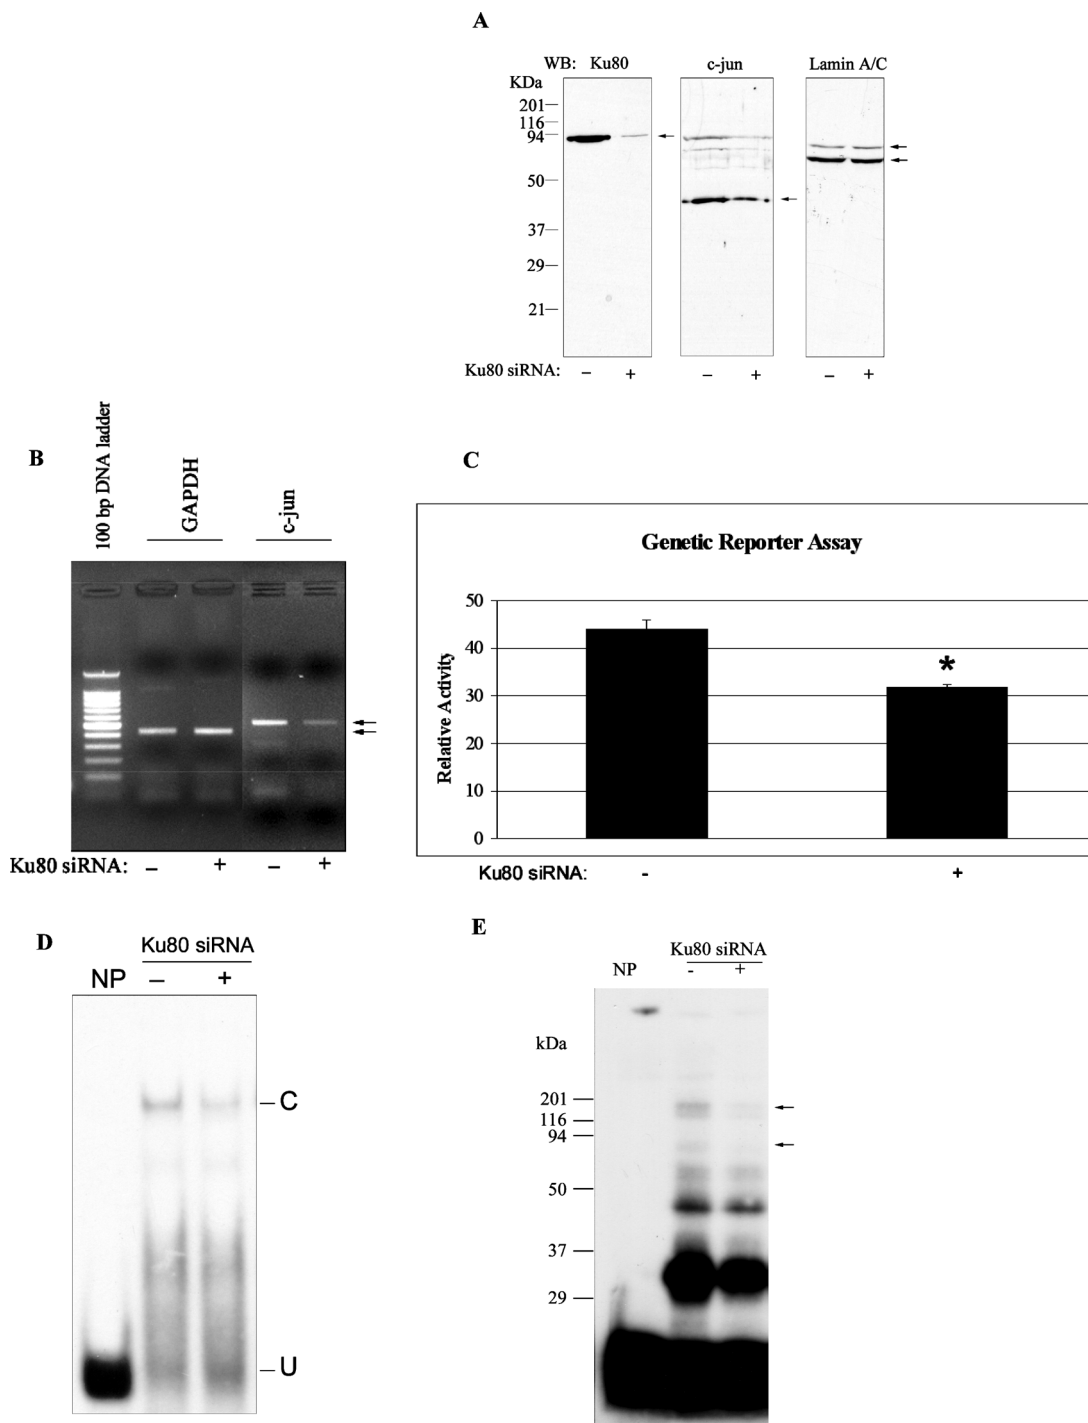 A
WB: Ku80 c-jun Lamin A/C
KDa
201
116
94
50
37
29
21
Ku80 siRNA: – + – + – +
B
100 bp DNA ladder
GAPDH
c-jun
Ku80 siRNA: – + – +
C
Genetic Reporter Assay
Relative Activity
50
40
30
20
10
0
*
Ku80 siRNA: - +
D
Ku80 siRNA
NP – +
C
U
E
Ku80 siRNA
NP - +
kDa
201
116
94
50
37
29